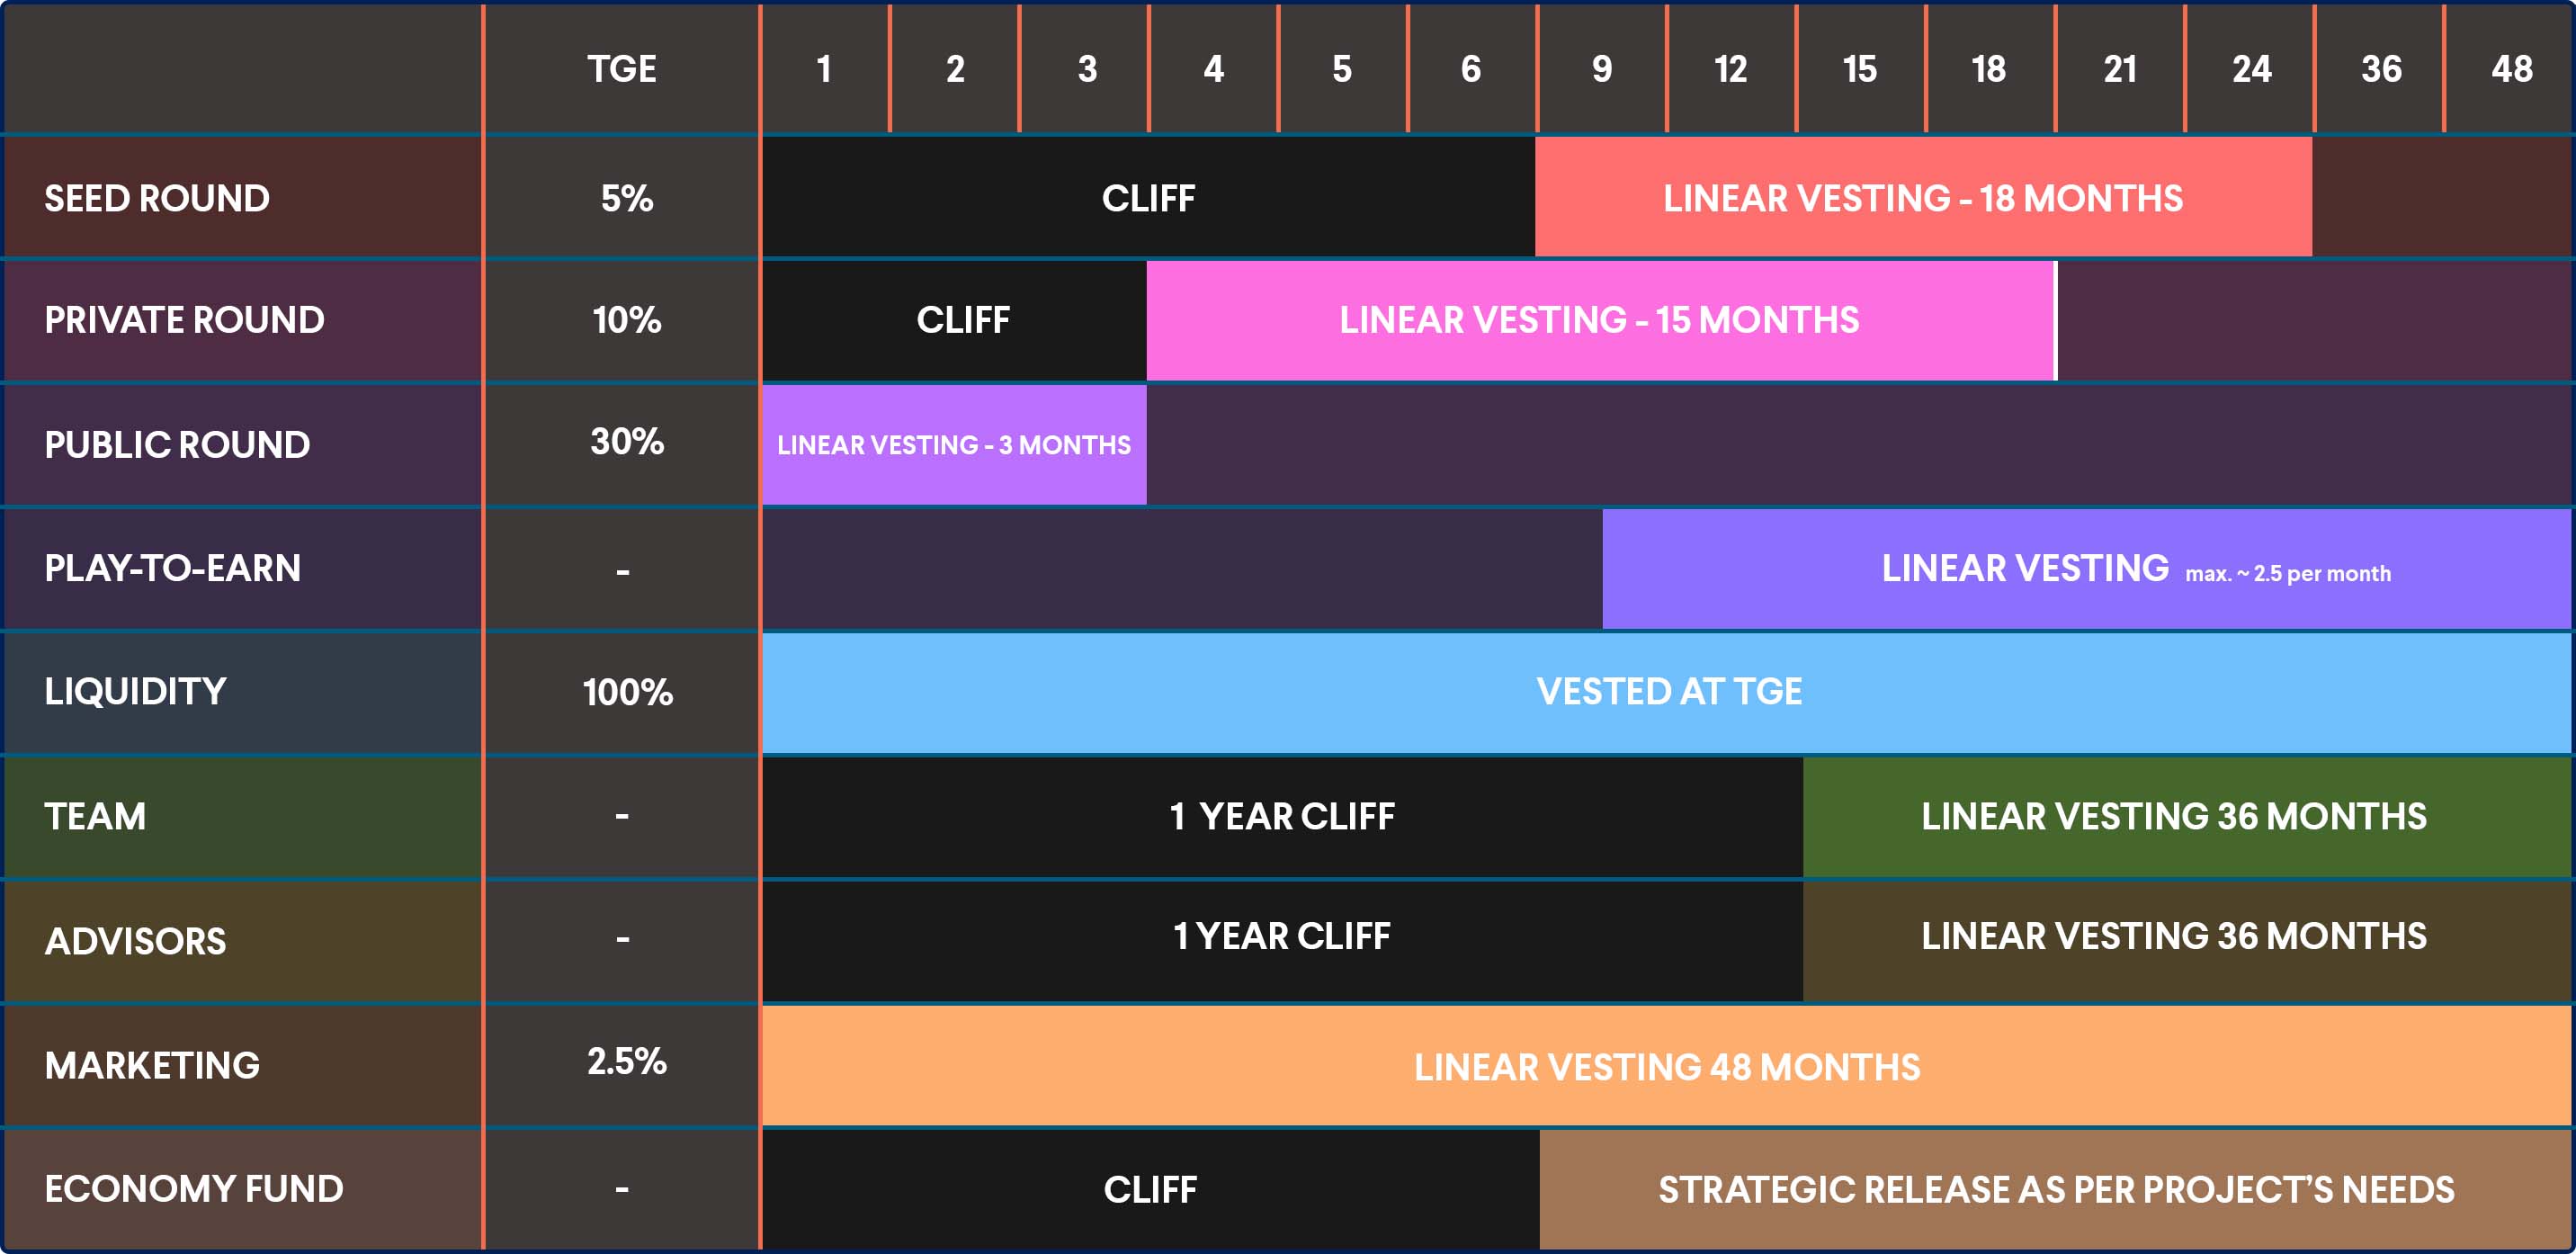 TGE 1 2 3 4 5 6 9 12 15 18 21 24 36 48
SEED ROUND 5% CLIFF LINEAR VESTING - 18 MONTHS
PRIVATE ROUND 10% CLIFF LINEAR VESTING - 15 MONTHS
PUBLIC ROUND 30% LINEAR VESTING - 3 MONTHS
PLAY-TO-EARN - LINEAR VESTING max. ~ 2.5 per month
LIQUIDITY 100% VESTED AT TGE
TEAM - 1 YEAR CLIFF LINEAR VESTING 36 MONTHS
ADVISORS - 1 YEAR CLIFF LINEAR VESTING 36 MONTHS
MARKETING 2.5% LINEAR VESTING 48 MONTHS
ECONOMY FUND - CLIFF STRATEGIC RELEASE AS PER PROJECT'S NEEDS